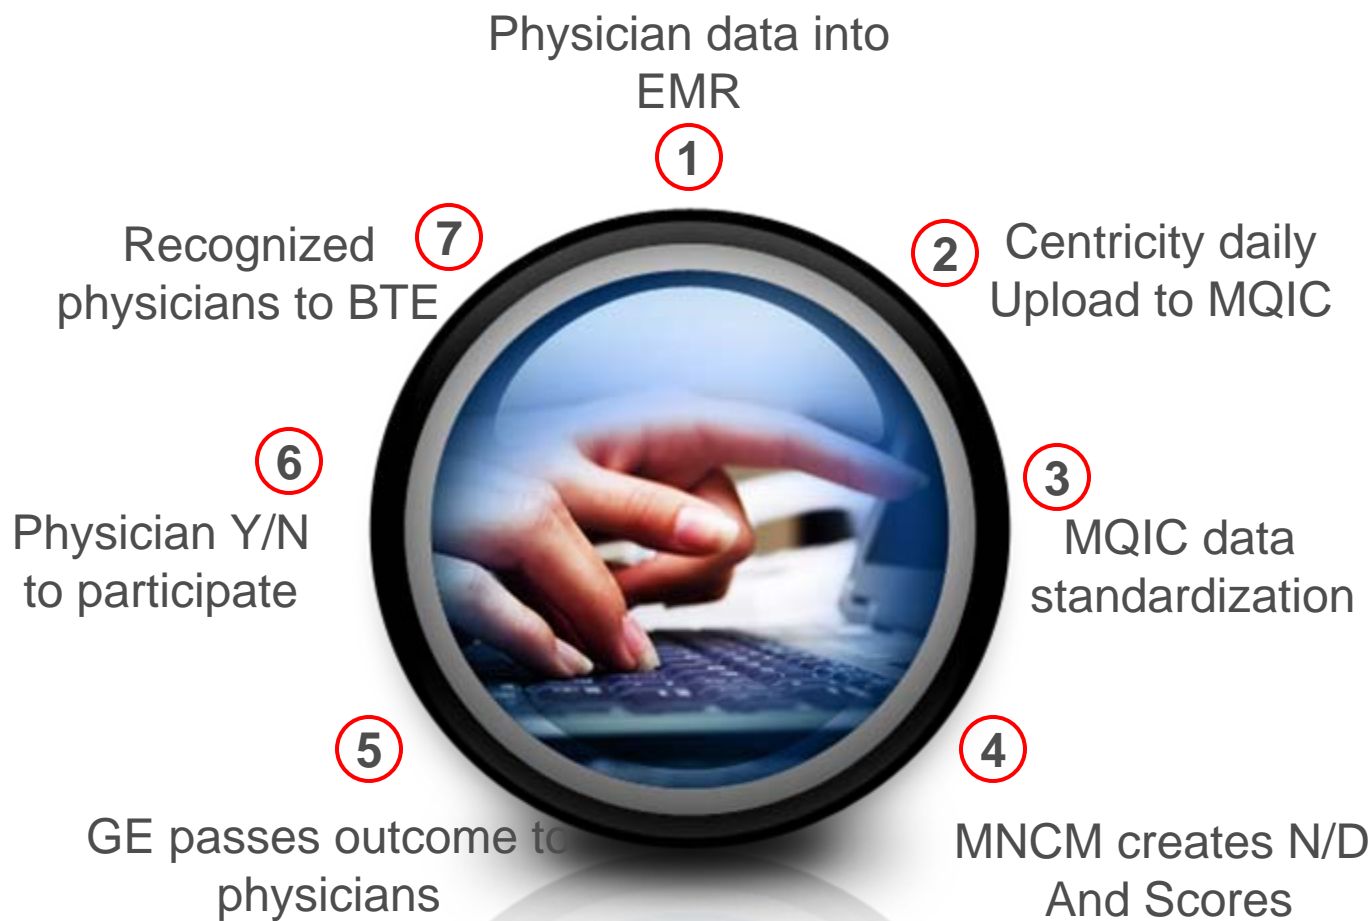 Physician data into
EMR
1
2
Centricity daily
Upload to MQIC
3
MQIC data
standardization
4
MNCM creates N/D
And Scores
5
GE passes outcome to
physicians
6
Physician Y/N
to participate
7
Recognized
physicians to BTE